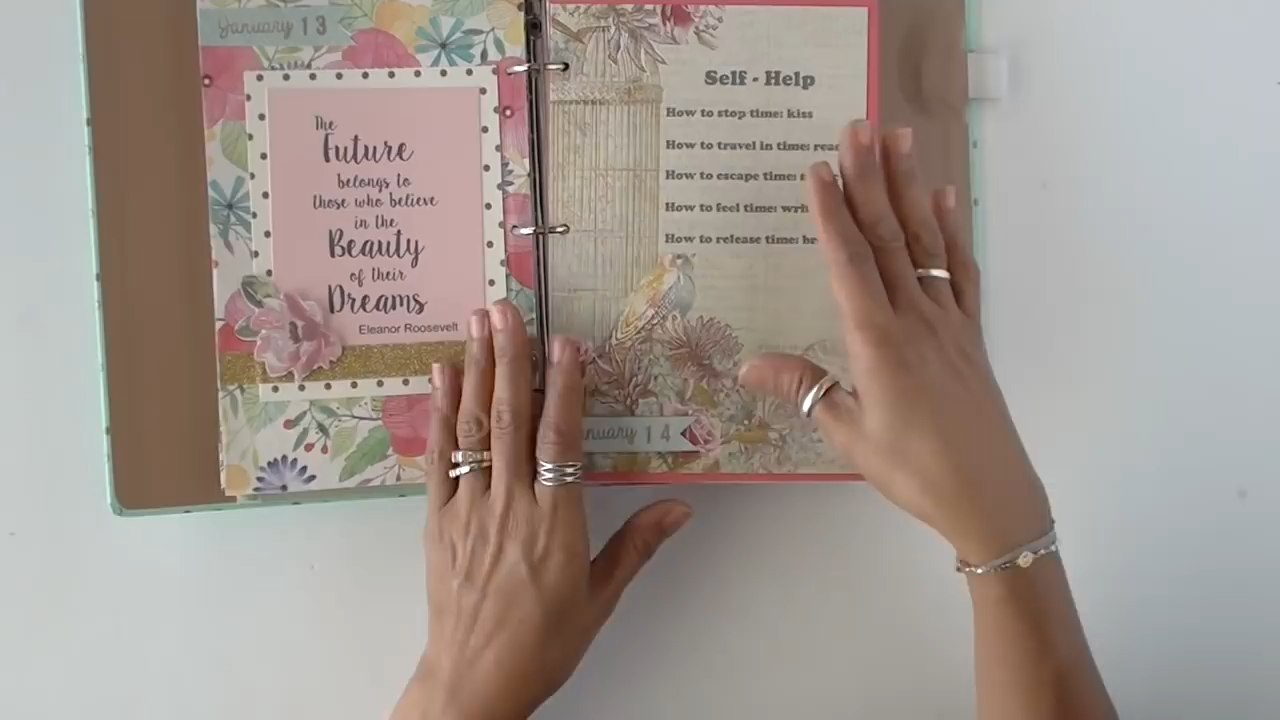 January 13
The
Future
belongs to
those who believe
in the
Beauty
of their
Dreams
Eleanor Roosevelt
Self - Help
How to stop time: kiss
How to travel in time:
How to escape time:
How to feel time:
How to release time:
14